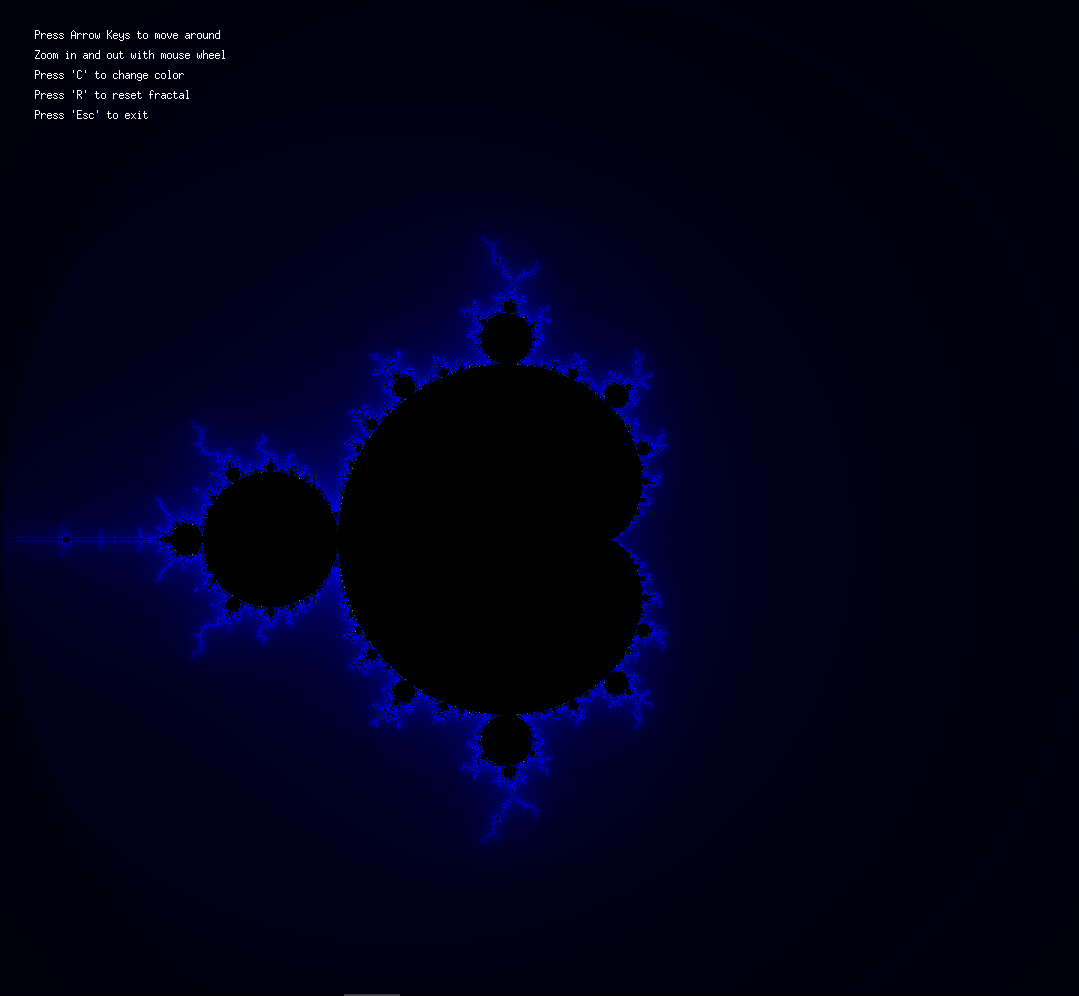 Press Arrow Keys to move around
Zoom in and out with mouse wheel
Press 'C' to change color
Press 'R' to reset fractal
Press 'Esc' to exit